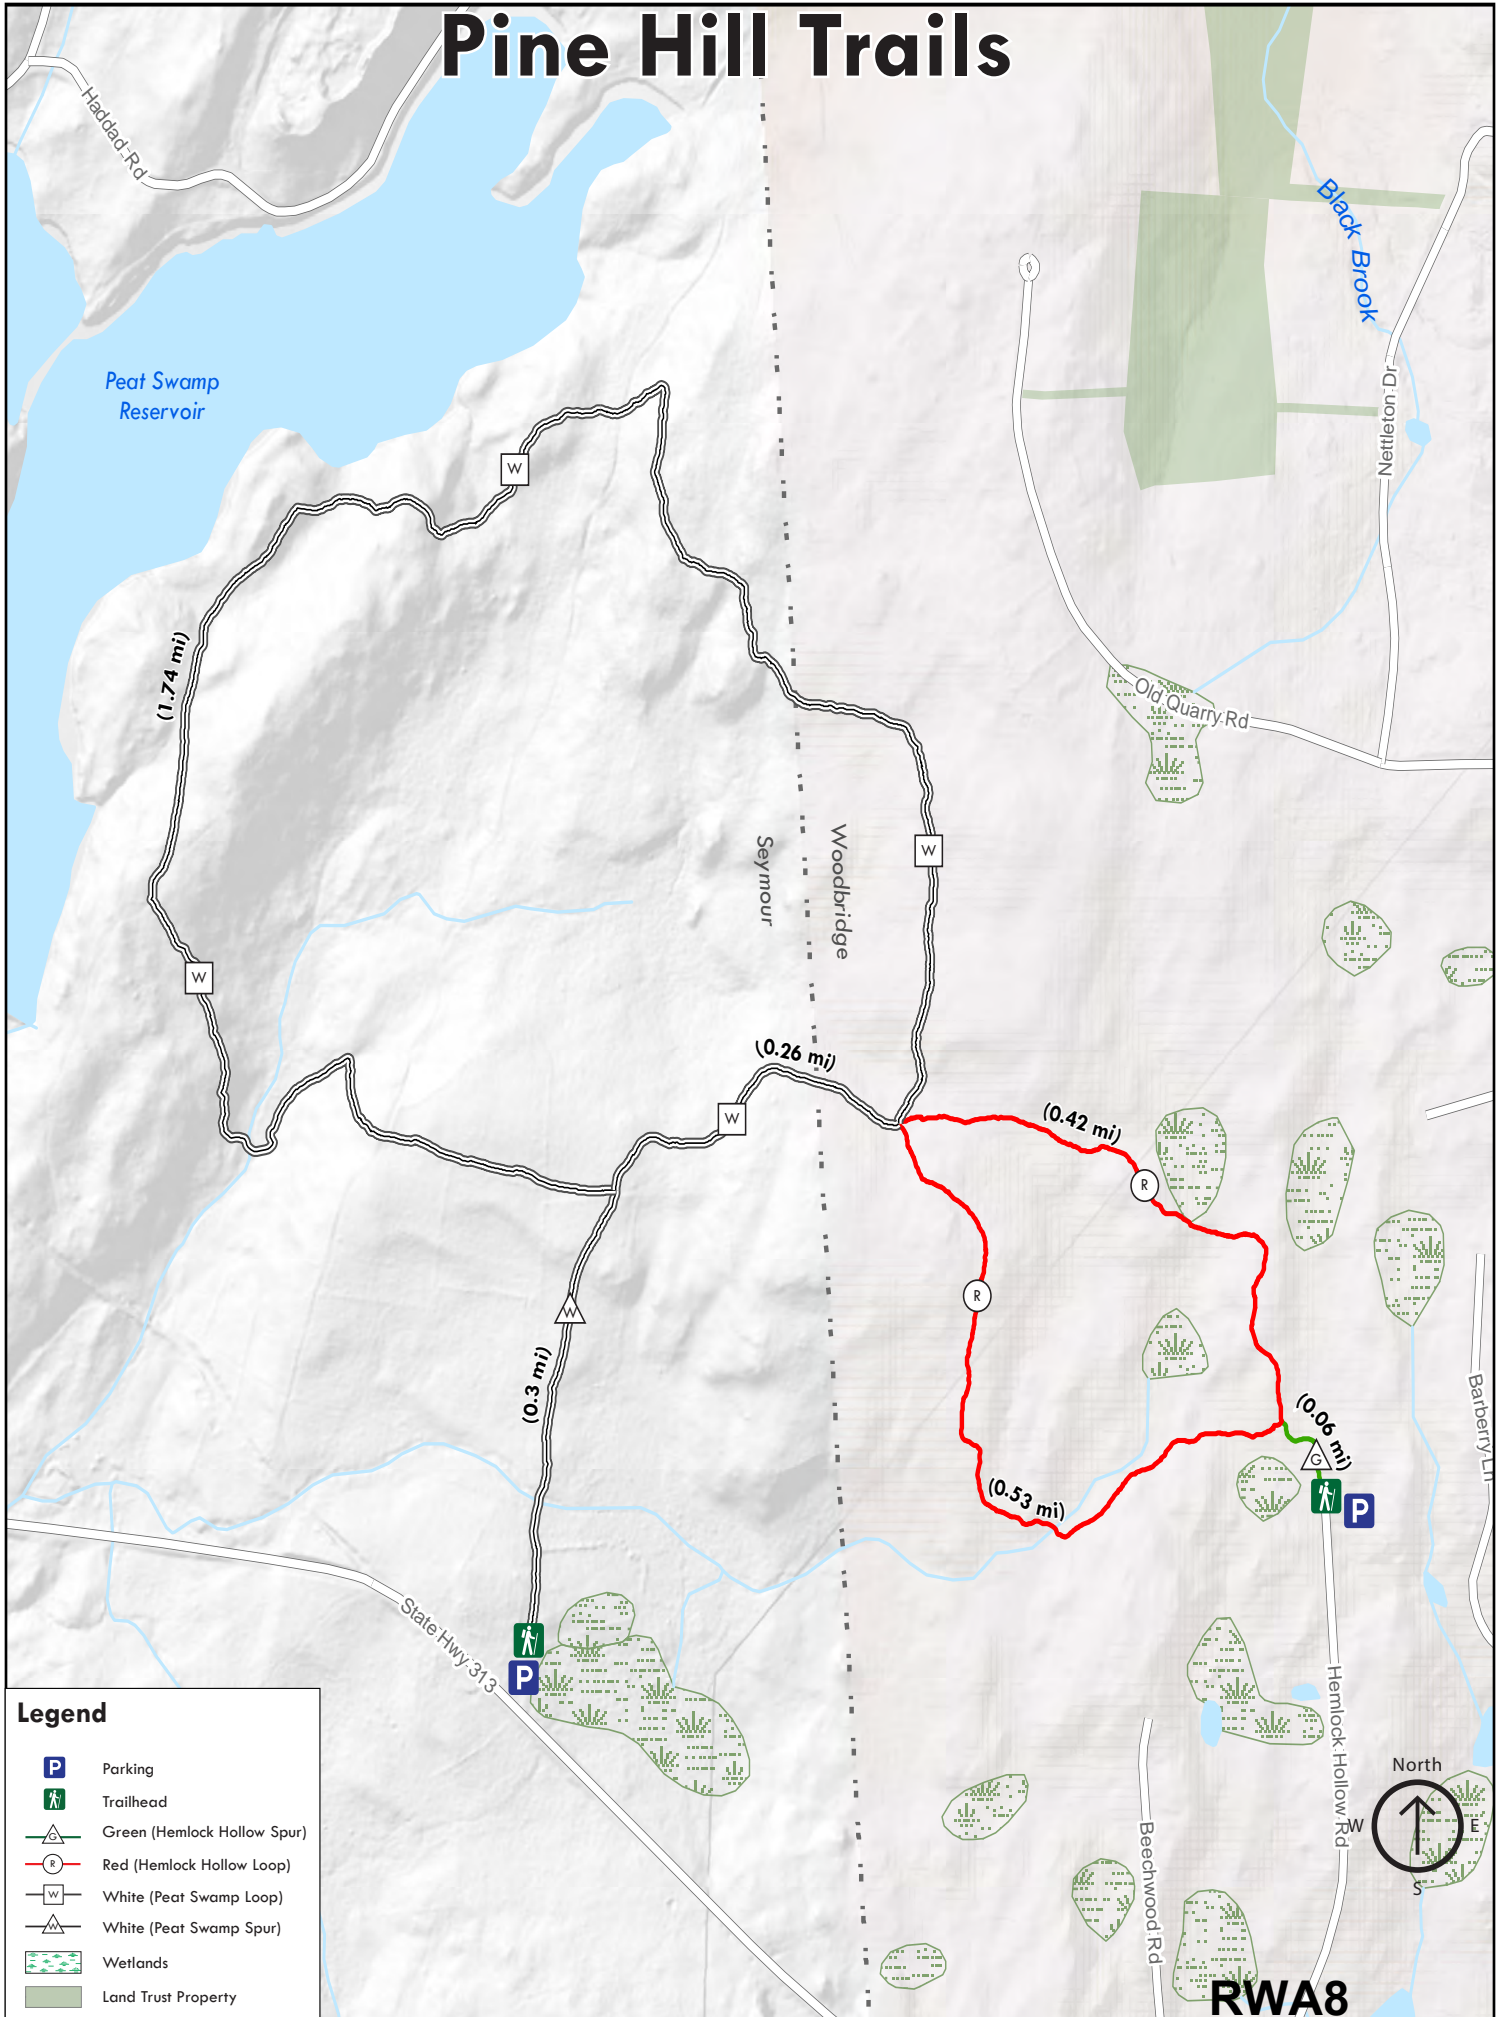 Pine Hill Trails
Haddad Rd
Black Brook
Peat Swamp
Reservoir
Nettleton Dr
W
(1.74 mi)
Old Quarry Rd
Seymour
Woodbridge
W
W
(0.26 mi)
W
(0.42 mi)
R
R
W
(0.3 mi)
Barberry Ln
(0.06 mi)
G
(0.53 mi)
P
State Hwy 313
P
Hemlock Hollow Rd
Beechwood Rd
North
W
E
S
Legend
P Parking
Trailhead
G Green (Hemlock Hollow Spur)
R Red (Hemlock Hollow Loop)
W White (Peat Swamp Loop)
W White (Peat Swamp Spur)
Wetlands
Land Trust Property
RWA8